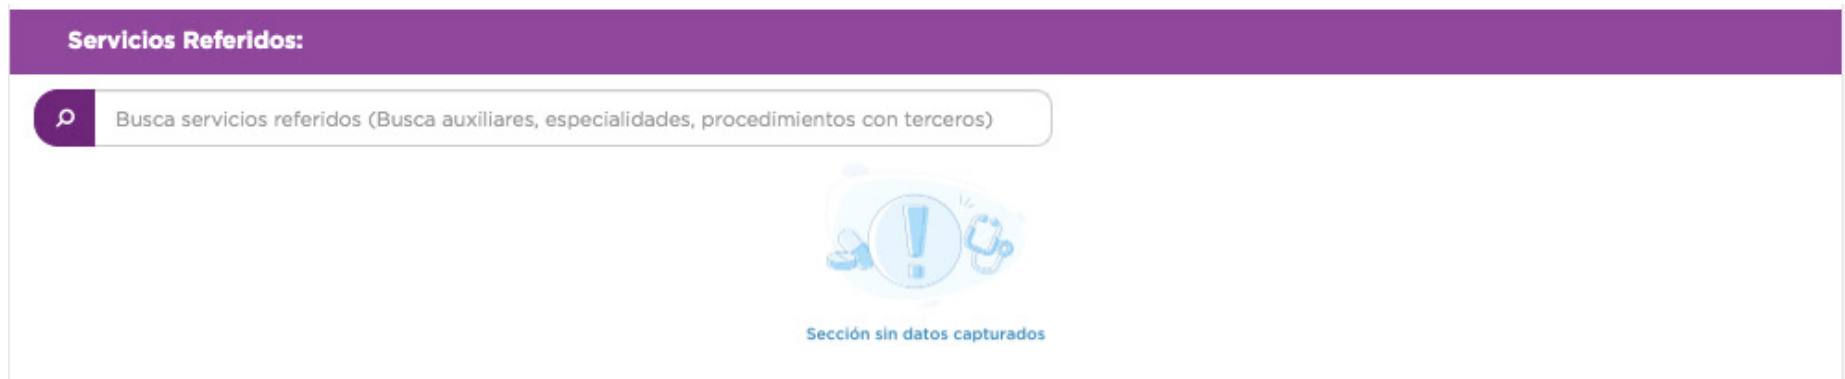 Servicios Referidos:
Busca servicios referidos (Busca auxiliares, especialidades, procedimientos con terceros)
Sección sin datos capturados